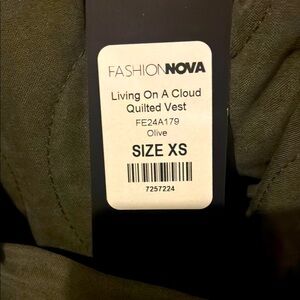 FASHIONNOVA
Living On A Cloud
Quilted Vest
FE24A179
Olive
SIZE XS
7257224